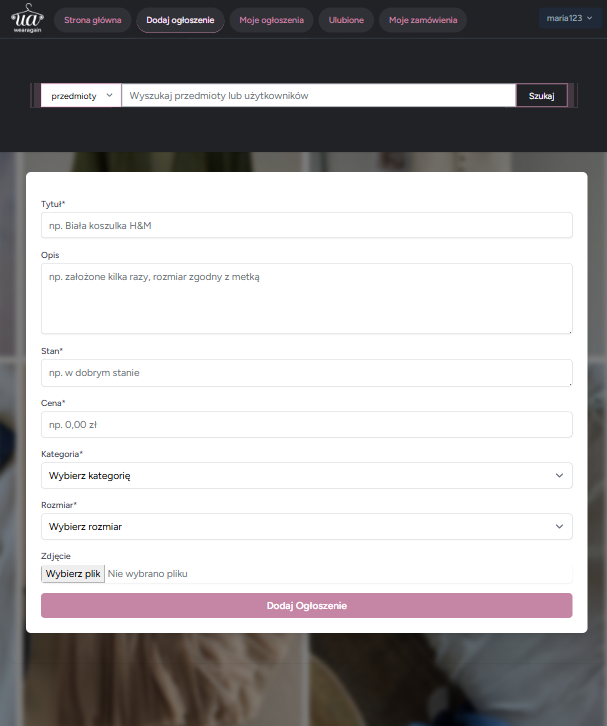 ua
wearagain
Strona główna
Dodaj ogłoszenie
Moje ogłoszenia
Ulubione
Moje zamówienia
maria123
przedmioty
Wyszukaj przedmioty lub użytkowników
Szukaj
Tytuł*
np. Biała koszulka H&M
Opis
np. założone kilka razy, rozmiar zgodny z metką
Stan*
np. w dobrym stanie
Cena*
np. 0,00 zł
Kategoria*
Wybierz kategorię
Rozmiar*
Wybierz rozmiar
Zdjęcie
Wybierz plik Nie wybrano pliku
Dodaj Ogłoszenie